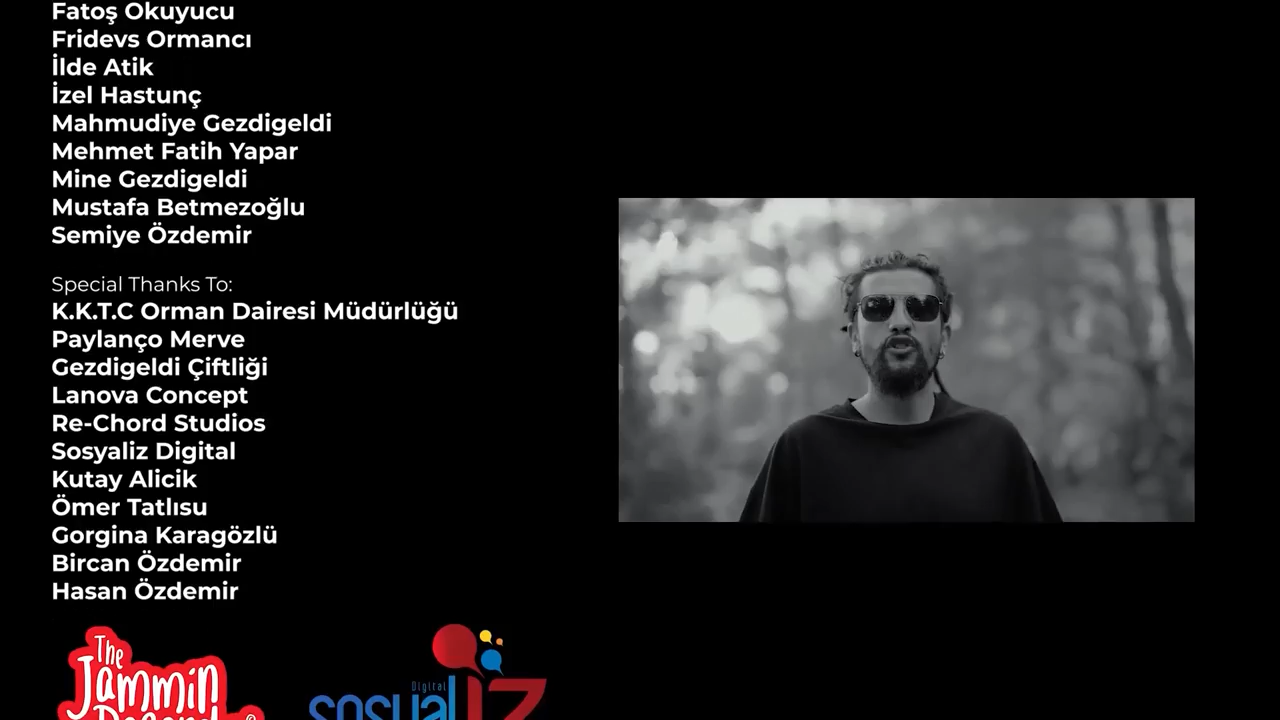 Fatoş Okuyucu
Fridevs Ormancı
İlde Atik
İzel Hastunç
Mahmudiye Gezdigeldi
Mehmet Fatih Yapar
Mine Gezdigeldi
Mustafa Betmezoğlu
Semiye Özdemir
Special Thanks To:
K.K.T.C Orman Dairesi Müdürlüğü
Paylanço Merve
Gezdigeldi Çiftliği
Lanova Concept
Re-Chord Studios
Sosyaliz Digital
Kutay Alicik
Ömer Tatlısu
Gorgina Karagözlü
Bircan Özdemir
Hasan Özdemir
The
Jammin
Digital
sosyaliz